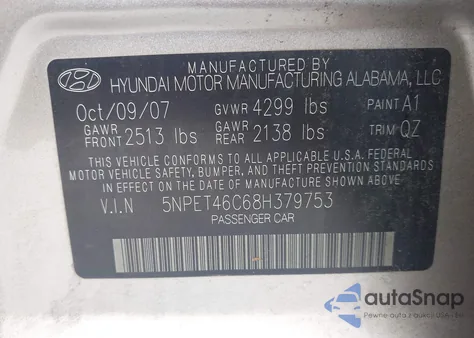 MANUFACTURED BY
HYUNDAI MOTOR MANUFACTURING ALABAMA, LLC
Oct/09/07 GVWR 4299 lbs PAINT A1
GAWR FRONT 2513 lbs GAWR REAR 2138 lbs TRIM QZ
THIS VEHICLE CONFORMS TO ALL APPLICABLE U.S.A. FEDERAL
MOTOR VEHICLE SAFETY, BUMPER, AND THEFT PREVENTION STANDARDS
IN EFFECT ON THE DATE OF MANUFACTURE SHOWN ABOVE.
V.I.N 5NPET46C68H379753
PASSENGER CAR
autoSnap